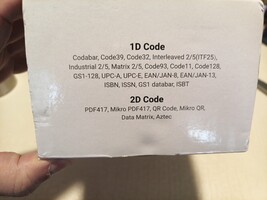 1D Code
Codabar, Code39, Code32, Interleaved 2/5(ITF25),
Industrial 2/5, Matrix 2/5, Code93, Code11, Code128,
GS1-128, UPC-A, UPC-E, EAN/JAN-8, EAN/JAN-13,
ISBN, ISSN, GS1 databar, ISBT
2D Code
PDF417, Mikro PDF417, QR Code, Mikro QR,
Data Matrix, Aztec